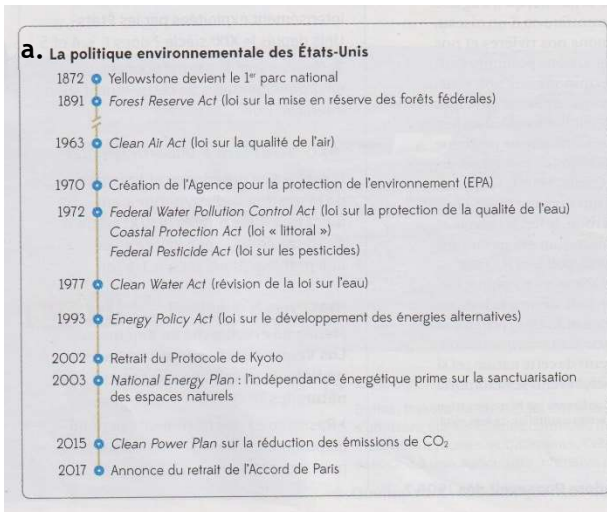 a. La politique environnementale des États-Unis
1872 Yellowstone devient le 1er parc national
1891 Forest Reserve Act (loi sur la mise en réserve des forêts fédérales)
1963 Clean Air Act (loi sur la qualité de l'air)
1970 Création de l'Agence pour la protection de l'environnement (EPA)
1972 Federal Water Pollution Control Act (loi sur la protection de la qualité de l'eau)
Coastal Protection Act (loi « littoral »)
Federal Pesticide Act (loi sur les pesticides)
1977 Clean Water Act (révision de la loi sur l'eau)
1993 Energy Policy Act (loi sur le développement des énergies alternatives)
2002 Retrait du Protocole de Kyoto
2003 National Energy Plan : l'indépendance énergétique prime sur la sanctuarisation
des espaces naturels
2015 Clean Power Plan sur la réduction des émissions de CO₂
2017 Annonce du retrait de l'Accord de Paris